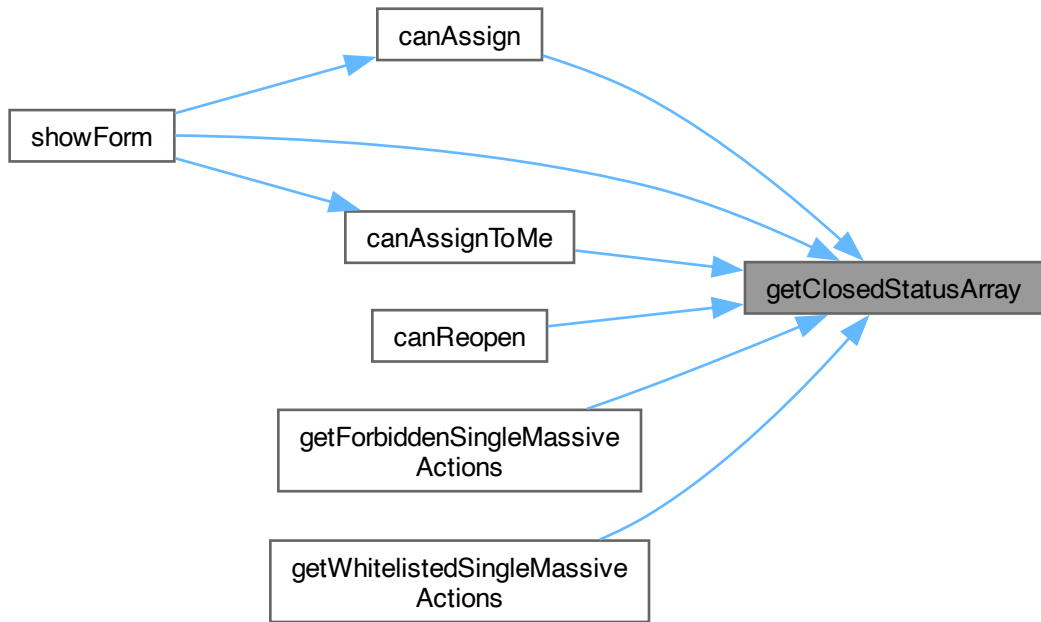 canAssign
showForm
canAssignToMe
getClosedStatusArray
canReopen
getForbiddenSingleMassive
Actions
getWhitelistedSingleMassive
Actions